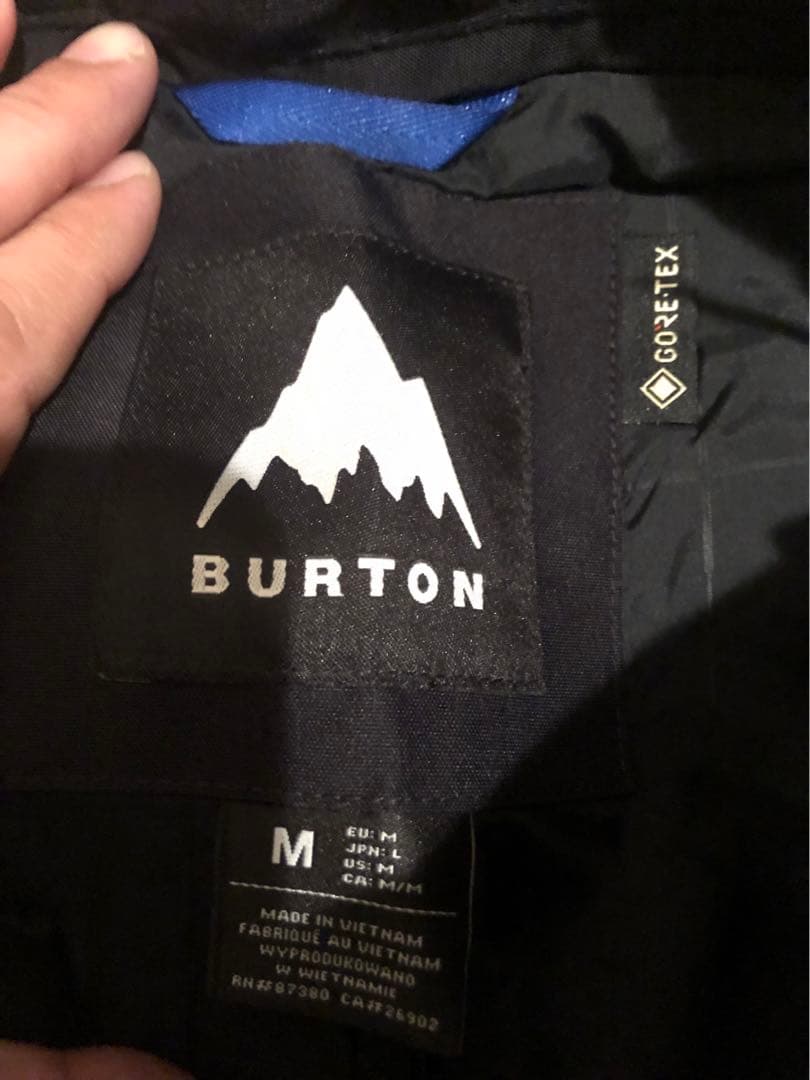 GORE-TEX
BURTON
M
EU: M
JPN: L
US: M
CA: M/M
MADE IN VIETNAM
FABRIQUÉ AU VIETNAM
WYPRODUKOWANO
W WIETNAMIE
RN# 87380 CA# 26902